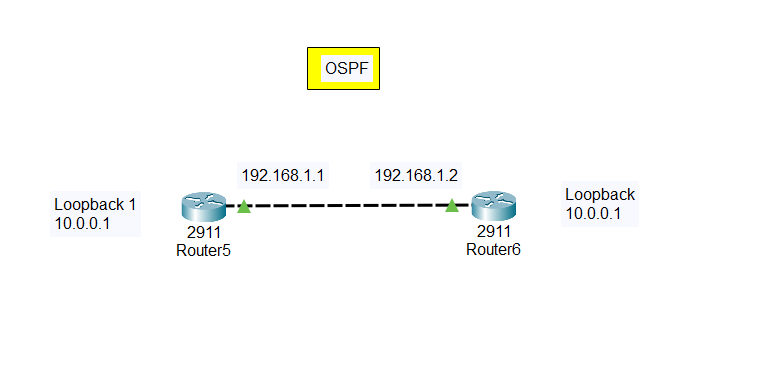 OSPF
192.168.1.1
192.168.1.2
Loopback 1
10.0.0.1
2911
Router5
2911
Router6
Loopback
10.0.0.1